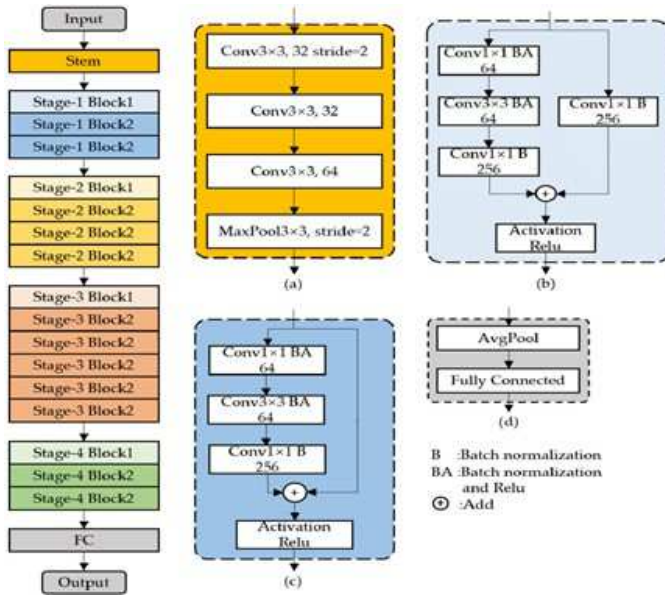 Input
Stem
Stage-1 Block1
Stage-1 Block2
Stage-1 Block2
Stage-2 Block1
Stage-2 Block2
Stage-2 Block2
Stage-2 Block2
Stage-3 Block1
Stage-3 Block2
Stage-3 Block2
Stage-3 Block2
Stage-3 Block2
Stage-3 Block2
Stage-4 Block1
Stage-4 Block2
Stage-4 Block2
FC
Output
Conv3×3, 32 stride=2
Conv3×3, 32
Conv3×3, 64
MaxPool3×3, stride=2
(a)
Conv1×1 BA
64
Conv3×3 BA
64
Conv1×1 B
256
Conv1×1 B
256
+
Activation
Relu
(b)
Conv1×1 BA
64
Conv3×3 BA
64
Conv1×1 B
256
+
Activation
Relu
(c)
AvgPool
Fully Connected
(d)
B :Batch normalization
BA :Batch normalization
and Relu
⊕ :Add